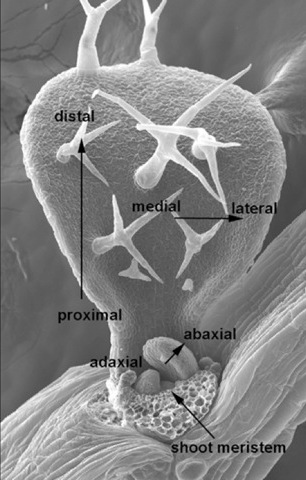 distal
medial
lateral
proximal
abaxial
adaxial
shoot meristem